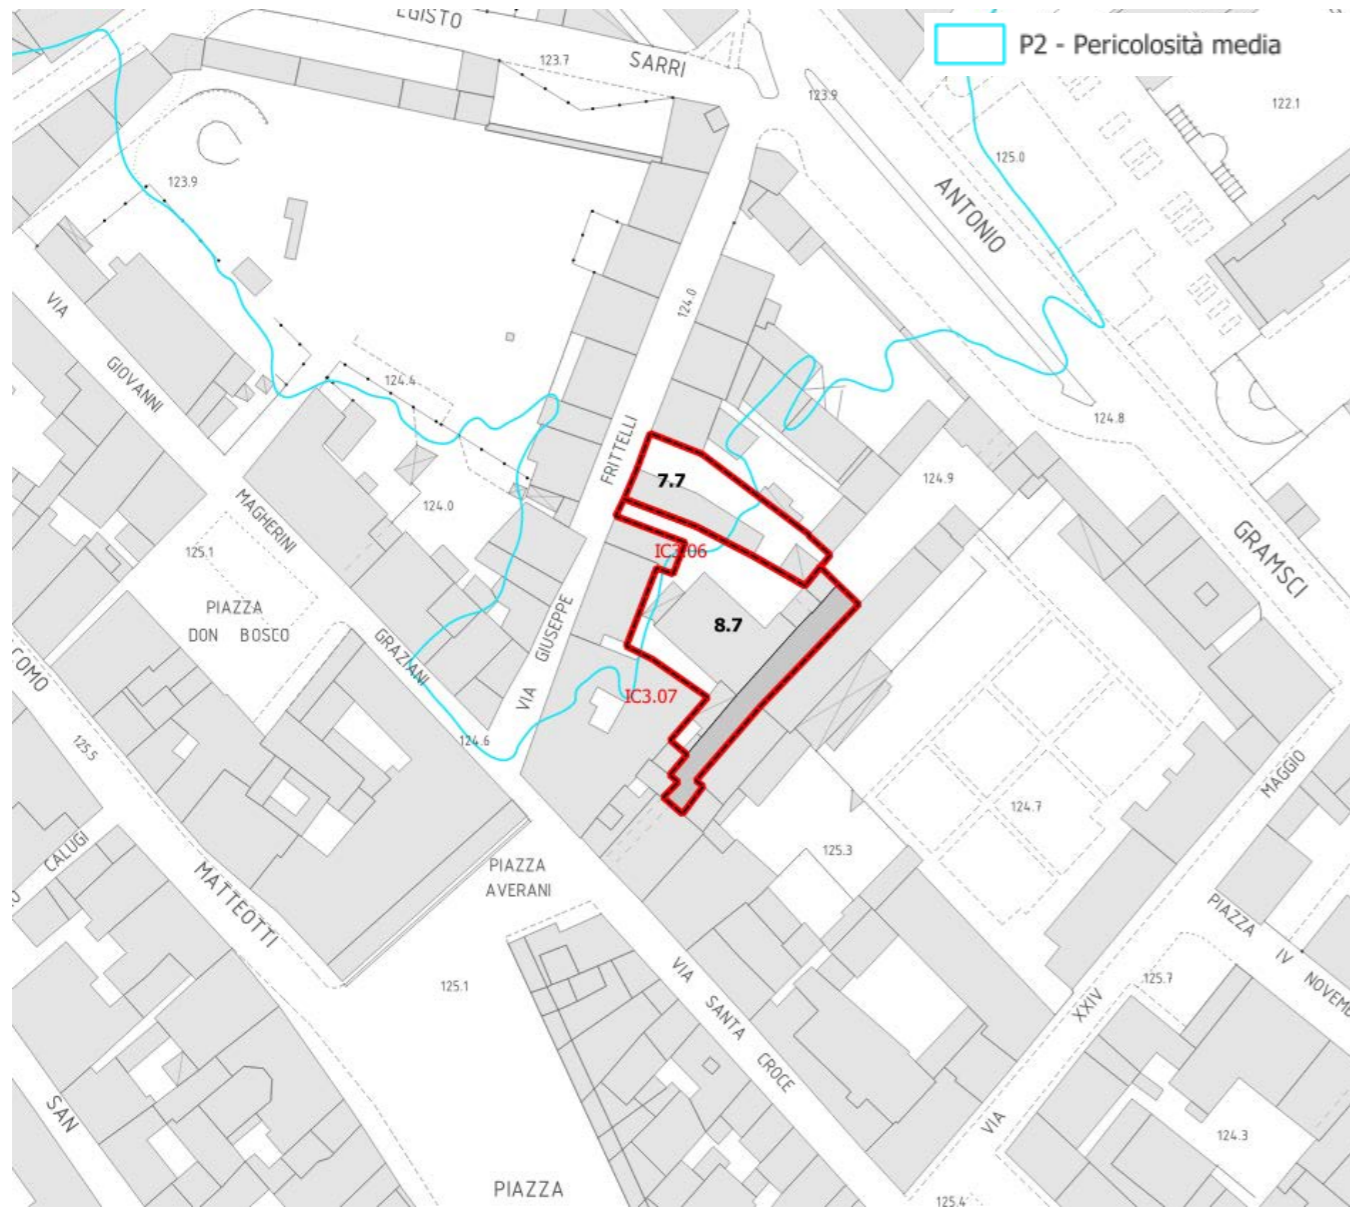 EGISTO
SARRI
P2 - Pericolosità media
123.7
123.9
122.1
125.0
123.9
ANTONIO
VIA
GIOVANNI
124.0
124.4
124.8
FRITTELLI
7.7
124.9
MAGHERINI
124.0
GRAMSCI
125.1
IC3.06
PIAZZA
DON BOSCO
GIUSEPPE
8.7
GRAZIANI
COMO
VIA
IC3.07
124.6
125.5
MAGGIO
124.7
CALUGI
125.3
PIAZZA
AVERANI
MATTEOTTI
PIAZZA
IV NOVEMB
125.1
VIA
SANTA
CROCE
125.7
XXIV
SAN
VIA
124.3
PIAZZA
125.4